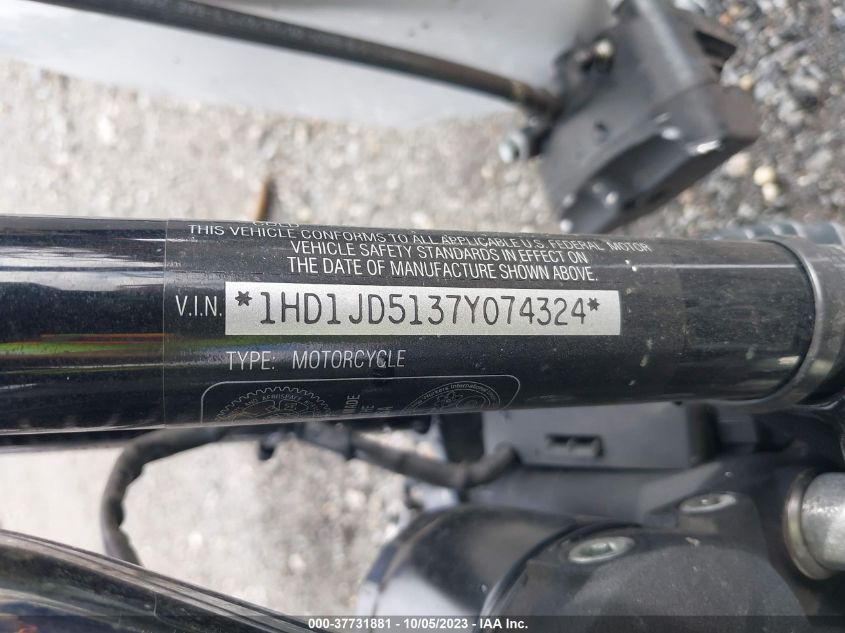 THIS VEHICLE CONFORMS TO ALL APPLICABLE U.S. FEDERAL MOTOR
VEHICLE SAFETY STANDARDS IN EFFECT ON
THE DATE OF MANUFACTURE SHOWN ABOVE.
V.I.N. *1HD1JD5137Y074324*
TYPE: MOTORCYCLE
000-37731881 - 10/05/2023 - © IAA Inc.